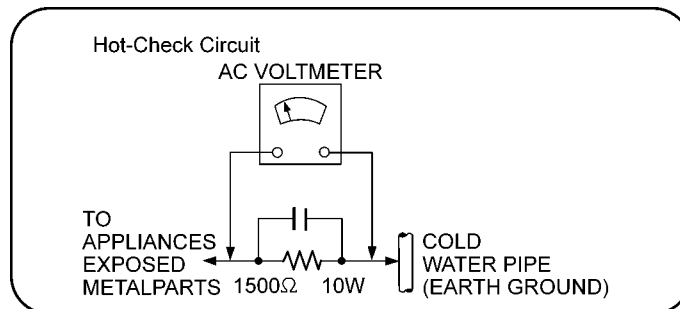 Hot-Check Circuit
AC VOLTMETER
TO
APPLIANCES
EXPOSED
METALPARTS
1500Ω 10W
COLD
WATER PIPE
(EARTH GROUND)